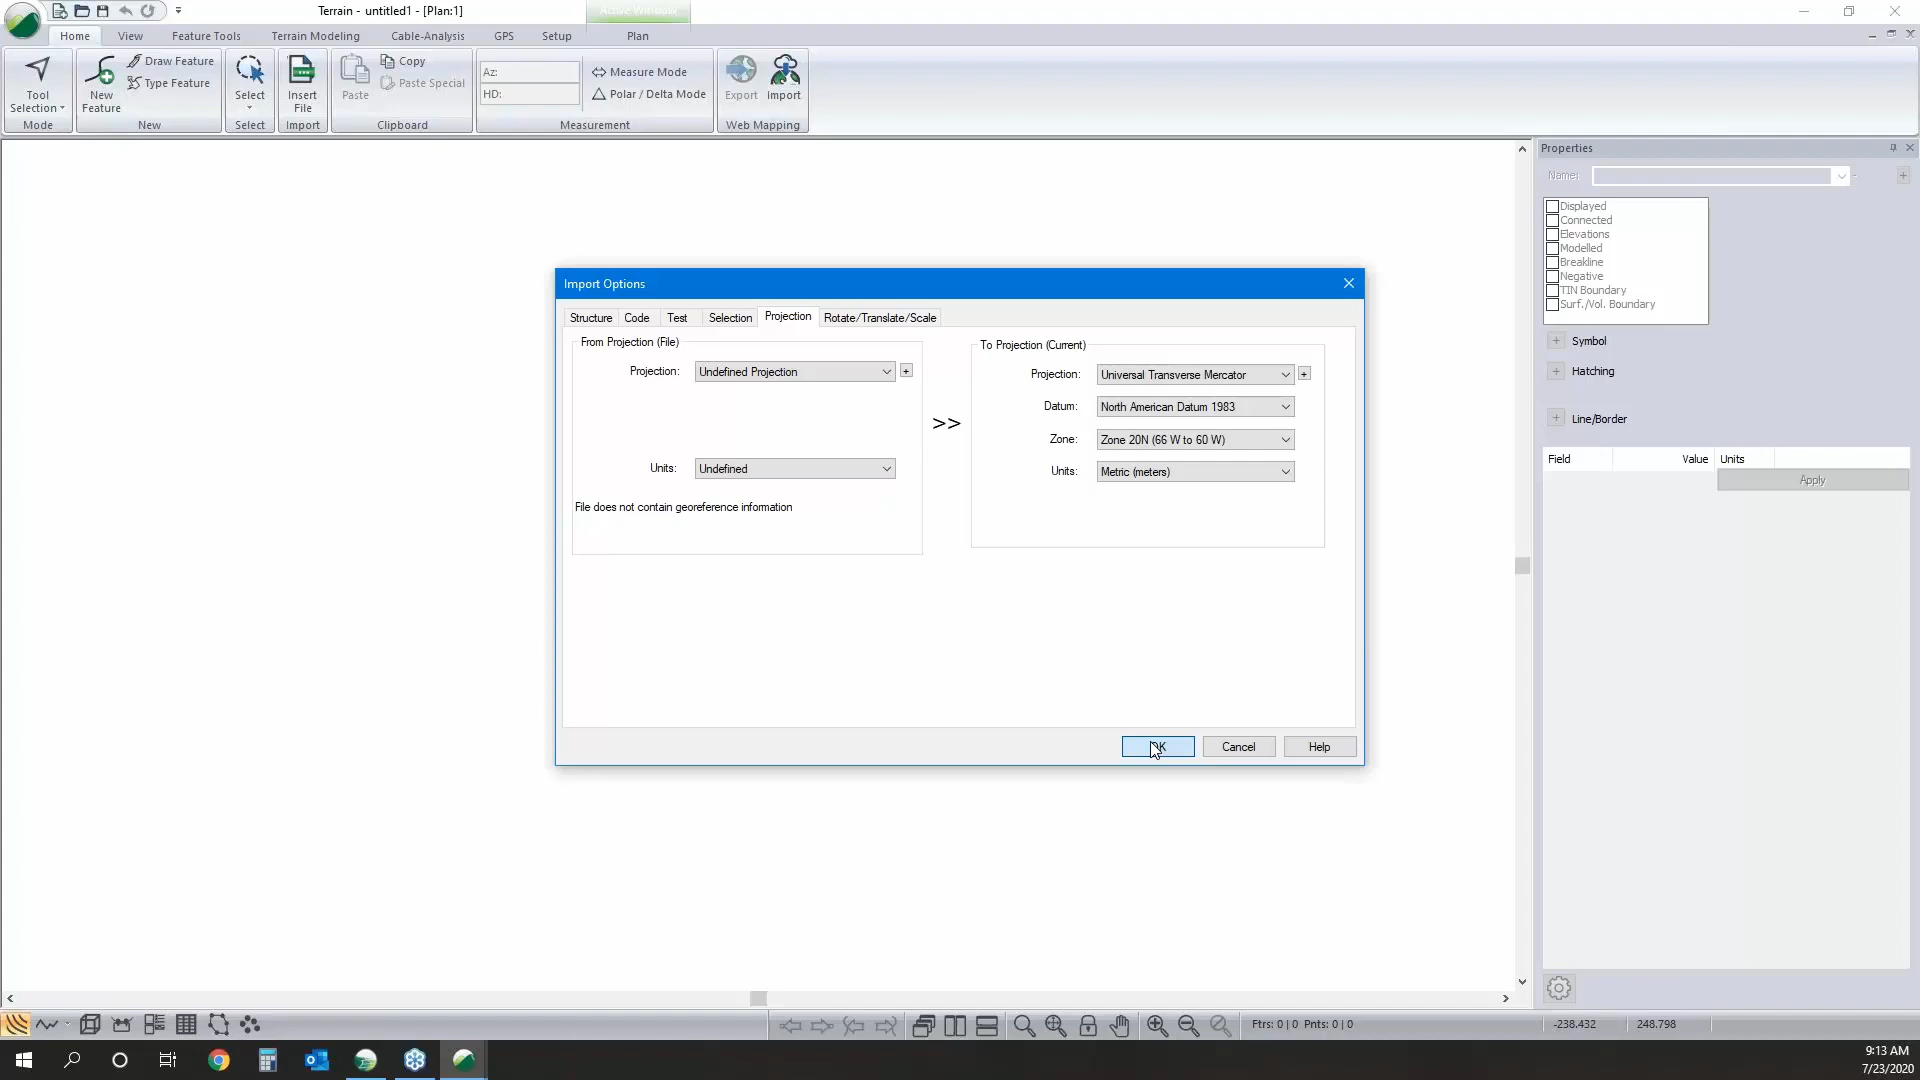 Terrain - untitled1 - [Plan:1]
Home View Feature Tools Terrain Modeling Cable-Analysis GPS Setup Plan
Tool Selection
Mode
New Feature
Draw Feature
Type Feature
New
Select
Select
Insert File
Import
Paste
Copy
Paste Special
Clipboard
Az:
HD:
Measure Mode
Polar / Delta Mode
Measurement
Export
Import
Web Mapping
Properties
Name:
Displayed
Connected
Elevations
Modelled
Breakline
Negative
TIN Boundary
Surf./Vol. Boundary
Symbol
Hatching
Line/Border
Field Value Units
Apply
Import Options
Structure Code Test Selection Projection Rotate/Translate/Scale
From Projection (File)
Projection: Undefined Projection +
Units: Undefined
File does not contain georeference information
>>
To Projection (Current)
Projection: Universal Transverse Mercator +
Datum: North American Datum 1983
Zone: Zone 20N (66 W to 60 W)
Units: Metric (meters)
OK Cancel Help
Ftrs: 0 | 0 Pnts: 0 | 0 -238.432 248.798
9:13 AM
7/23/2020